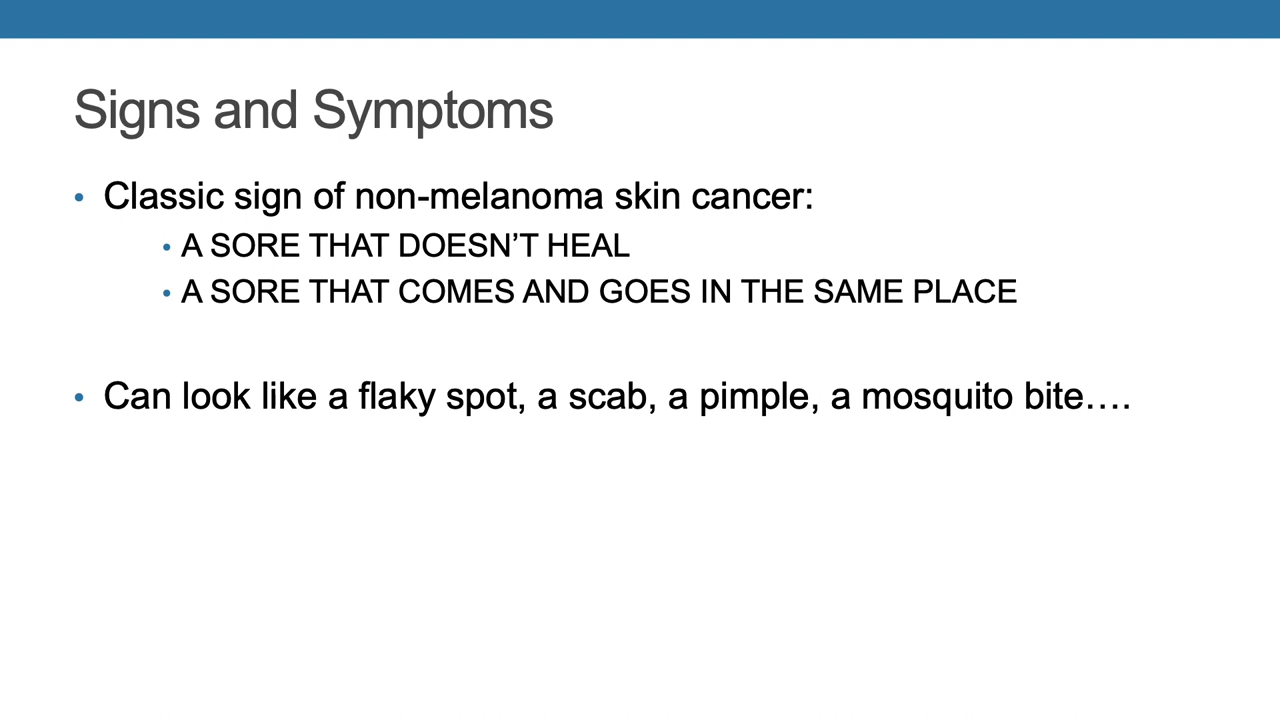 Signs and Symptoms
• Classic sign of non-melanoma skin cancer:
• A SORE THAT DOESN’T HEAL
• A SORE THAT COMES AND GOES IN THE SAME PLACE
• Can look like a flaky spot, a scab, a pimple, a mosquito bite….